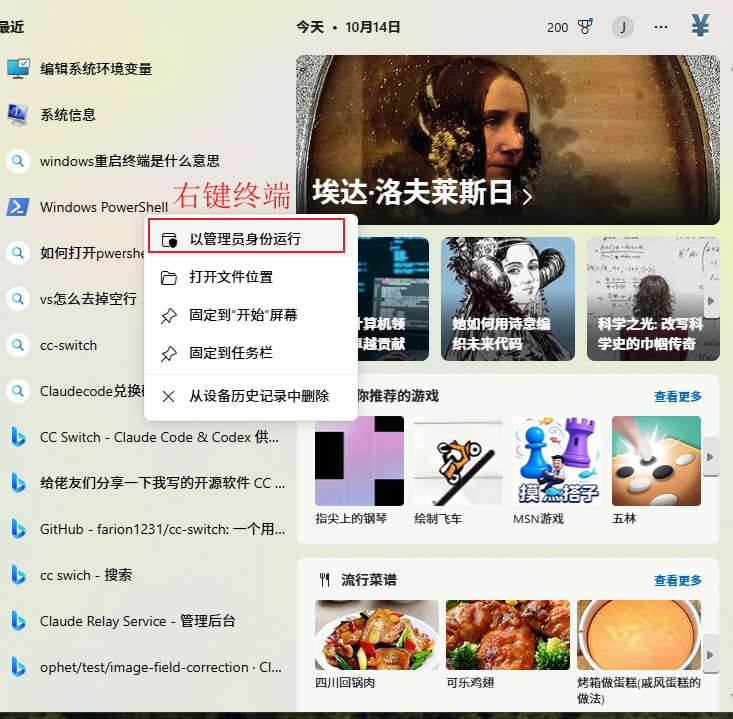 最近
编辑系统环境变量
系统信息
windows重启终端是什么意思
Windows PowerShell
右键终端
以管理员身份运行
打开文件位置
固定到"开始"屏幕
固定到任务栏
从设备历史记录中删除
如何打开pwershe
vs怎么去掉空行
cc-switch
Claudecode兑换
CC Switch - Claude Code & Codex 供...
给佬友们分享一下我写的开源软件 CC ...
GitHub - farion1231/cc-switch: 一个用...
cc swich - 搜索
Claude Relay Service - 管理后台
ophet/test/image-field-correction · Cl...
今天 • 10月14日
200
J
¥
埃达·洛夫莱斯日
计算机领
卓越贡献
她如何用诗意编
织未来代码
科学之光: 改写科
学史的巾帼传奇
你推荐的游戏
查看更多
指尖上的钢琴
绘制飞车
摸点搭子
MSN游戏
五林
流行菜谱
查看更多
四川回锅肉
可乐鸡翅
烤箱做蛋糕(戚风蛋糕的
做法)